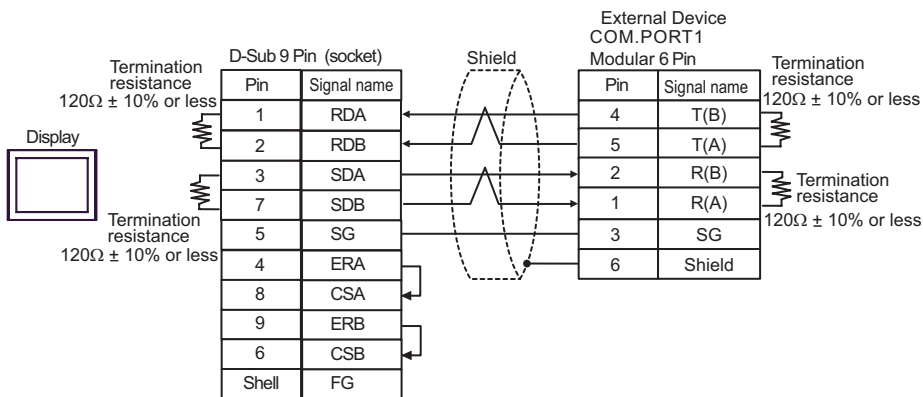 External Device
COM.PORT1
D-Sub 9 Pin (socket)
Shield
Modular 6 Pin
Termination
resistance
120Ω ± 10% or less
Pin Signal name
1 RDA
2 RDB
3 SDA
7 SDB
5 SG
4 ERA
8 CSA
9 ERB
6 CSB
Shell FG
Display
Termination
resistance
120Ω ± 10% or less
Pin Signal name
4 T(B)
5 T(A)
2 R(B)
1 R(A)
3 SG
6 Shield
Termination
resistance
120Ω ± 10% or less
Termination
resistance
120Ω ± 10% or less